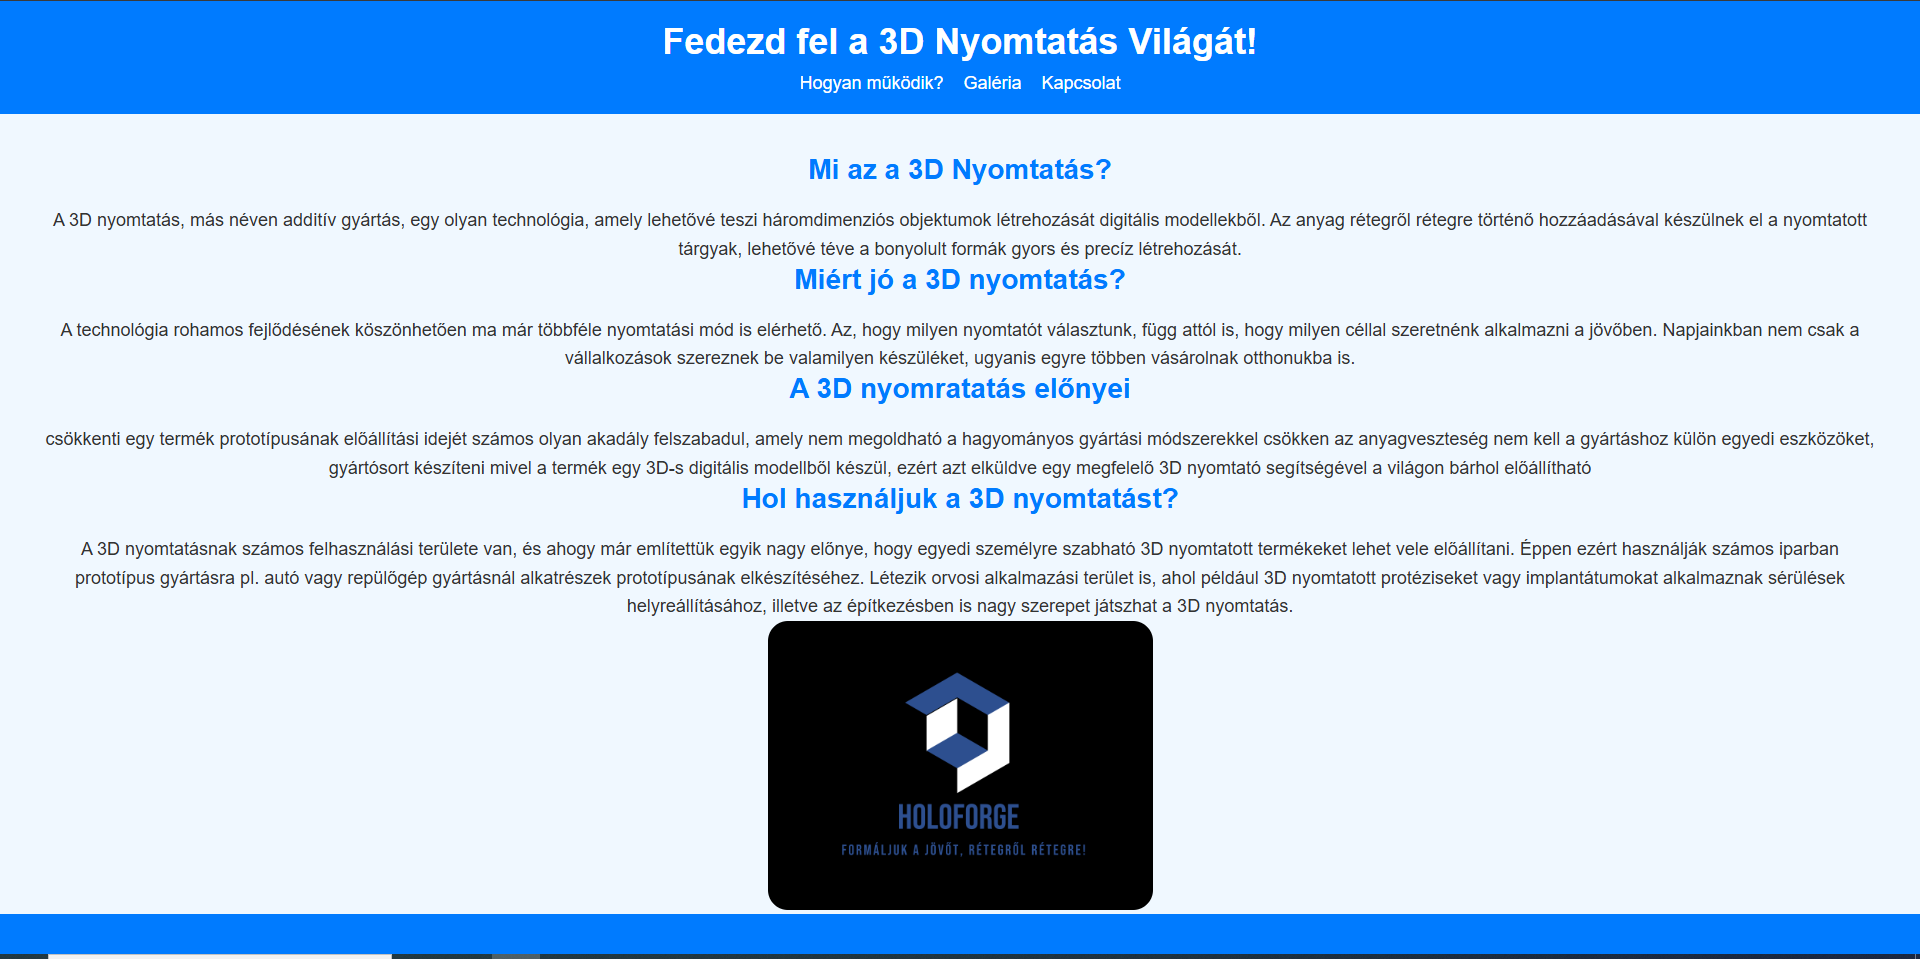 Fedezd fel a 3D Nyomtatás Világát!
Hogyan működik? Galéria Kapcsolat
Mi az a 3D Nyomtatás?
A 3D nyomtatás, más néven additív gyártás, egy olyan technológia, amely lehetővé teszi háromdimenziós objektumok létrehozását digitális modellekből. Az anyag rétegről rétegre történő hozzáadásával készülnek el a nyomtatott
tárgyak, lehetővé téve a bonyolult formák gyors és precíz létrehozását.
Miért jó a 3D nyomtatás?
A technológia rohamos fejlődésének köszönhetően ma már többféle nyomtatási mód is elérhető. Az, hogy milyen nyomtatót választunk, függ attól is, hogy milyen céllal szeretnénk alkalmazni a jövőben. Napjainkban nem csak a
vállalkozások szereznek be valamilyen készüléket, ugyanis egyre többen vásárolnak otthonukba is.
A 3D nyomratatás előnyei
csökkenti egy termék prototípusának előállítási idejét számos olyan akadály felszabadul, amely nem megoldható a hagyományos gyártási módszerekkel csökken az anyagveszteség nem kell a gyártáshoz külön egyedi eszközöket,
gyártósort készíteni mivel a termék egy 3D-s digitális modellből készül, ezért azt elküldve egy megfelelő 3D nyomtató segítségével a világon bárhol előállítható
Hol használjuk a 3D nyomtatást?
A 3D nyomtatásnak számos felhasználási területe van, és ahogy már említettük egyik nagy előnye, hogy egyedi személyre szabható 3D nyomtatott termékeket lehet vele előállítani. Éppen ezért használják számos iparban
prototípus gyártásra pl. autó vagy repülőgép gyártásnál alkatrészek prototípusának elkészítéséhez. Létezik orvosi alkalmazási terület is, ahol például 3D nyomtatott protéziseket vagy implantátumokat alkalmaznak sérülések
helyreállításához, illetve az építkezésben is nagy szerepet játszhat a 3D nyomtatás.
HOLOFORGE
FORMÁLJUK A JÖVŐT, RÉTEGRŐL RÉTEGRE!